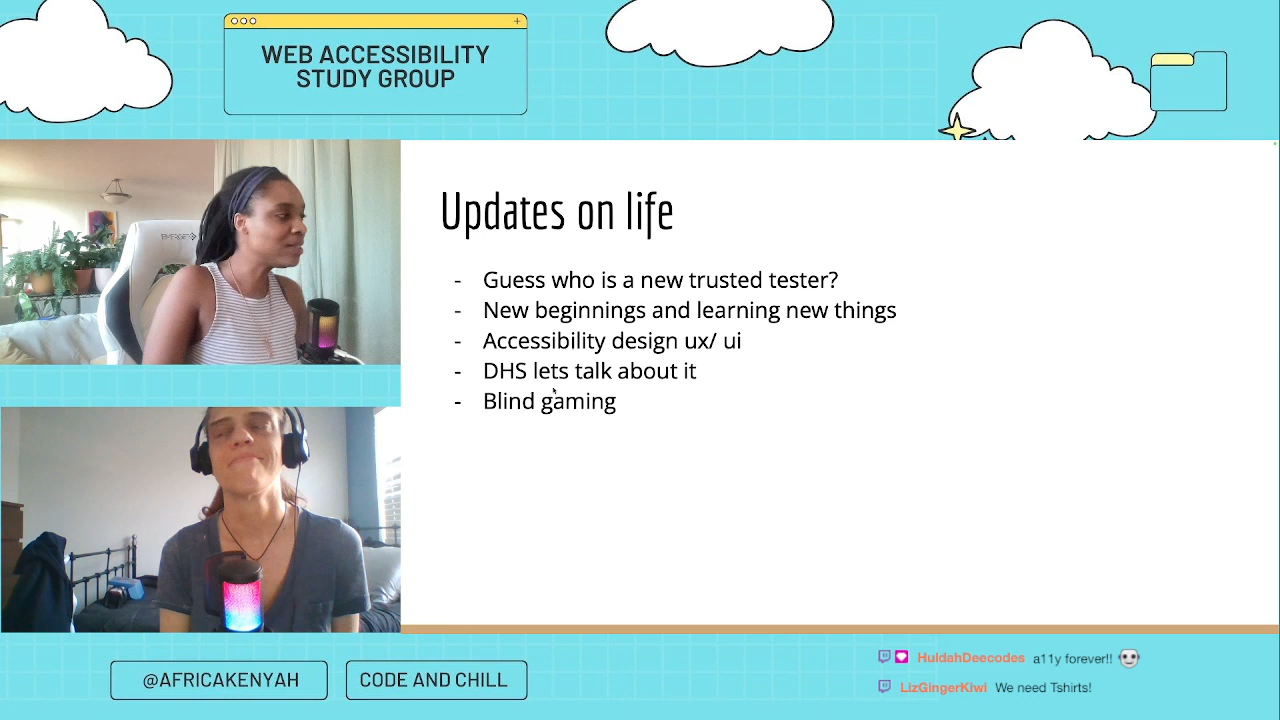 WEB ACCESSIBILITY
STUDY GROUP
Updates on life
- Guess who is a new trusted tester?
- New beginnings and learning new things
- Accessibility design ux/ ui
- DHS lets talk about it
- Blind gaming
@AFRICAKENYAH
CODE AND CHILL
HuldahDeecodes a11y forever!!
LizGingerKiwi We need Tshirts!